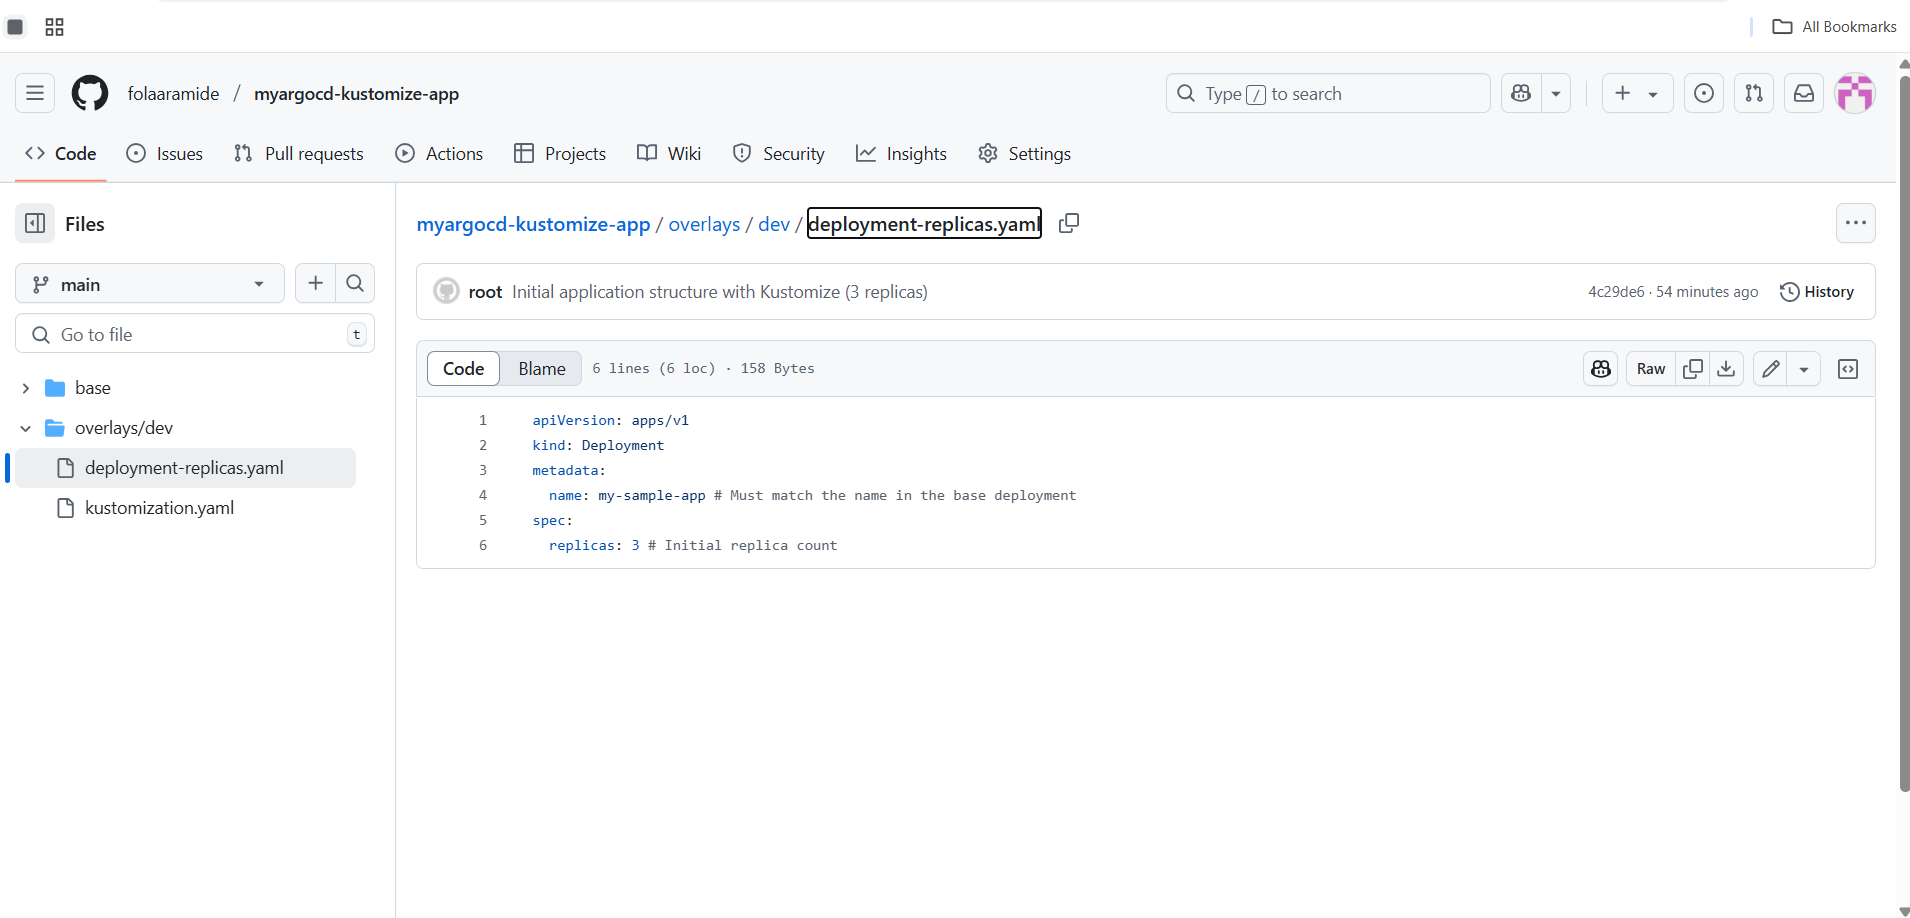 All Bookmarks
folaaramide / myargocd-kustomize-app
Type / to search
Code
Issues
Pull requests
Actions
Projects
Wiki
Security
Insights
Settings
Files
main
Go to file
t
base
overlays/dev
deployment-replicas.yaml
kustomization.yaml
myargocd-kustomize-app / overlays / dev / deployment-replicas.yaml
root Initial application structure with Kustomize (3 replicas)
4c29de6 · 54 minutes ago
History
Code
Blame
6 lines (6 loc) · 158 Bytes
Raw
1 apiVersion: apps/v1
2 kind: Deployment
3 metadata:
4   name: my-sample-app # Must match the name in the base deployment
5 spec:
6   replicas: 3 # Initial replica count